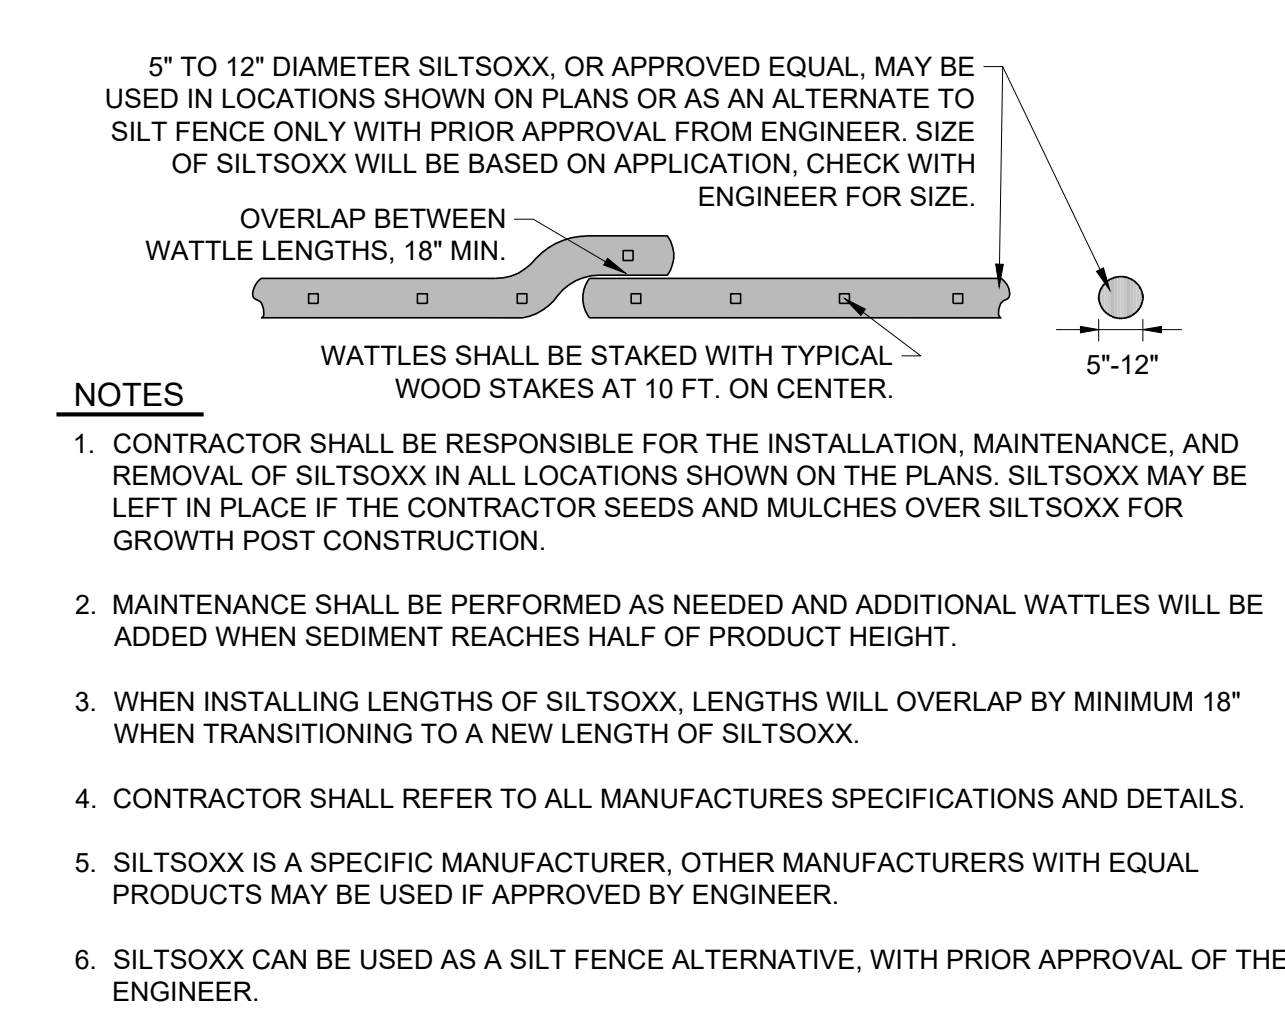 5" TO 12" DIAMETER SILTSOXX, OR APPROVED EQUAL, MAY BE
USED IN LOCATIONS SHOWN ON PLANS OR AS AN ALTERNATE TO
SILT FENCE ONLY WITH PRIOR APPROVAL FROM ENGINEER. SIZE
OF SILTSOXX WILL BE BASED ON APPLICATION, CHECK WITH
ENGINEER FOR SIZE.
OVERLAP BETWEEN
WATTLE LENGTHS, 18" MIN.
WATTLES SHALL BE STAKED WITH TYPICAL
WOOD STAKES AT 10 FT. ON CENTER.
5"-12"
NOTES
1. CONTRACTOR SHALL BE RESPONSIBLE FOR THE INSTALLATION, MAINTENANCE, AND
REMOVAL OF SILTSOXX IN ALL LOCATIONS SHOWN ON THE PLANS. SILTSOXX MAY BE
LEFT IN PLACE IF THE CONTRACTOR SEEDS AND MULCHES OVER SILTSOXX FOR
GROWTH POST CONSTRUCTION.
2. MAINTENANCE SHALL BE PERFORMED AS NEEDED AND ADDITIONAL WATTLES WILL BE
ADDED WHEN SEDIMENT REACHES HALF OF PRODUCT HEIGHT.
3. WHEN INSTALLING LENGTHS OF SILTSOXX, LENGTHS WILL OVERLAP BY MINIMUM 18"
WHEN TRANSITIONING TO A NEW LENGTH OF SILTSOXX.
4. CONTRACTOR SHALL REFER TO ALL MANUFACTURES SPECIFICATIONS AND DETAILS.
5. SILTSOXX IS A SPECIFIC MANUFACTURER, OTHER MANUFACTURERS WITH EQUAL
PRODUCTS MAY BE USED IF APPROVED BY ENGINEER.
6. SILTSOXX CAN BE USED AS A SILT FENCE ALTERNATIVE, WITH PRIOR APPROVAL OF THE
ENGINEER.